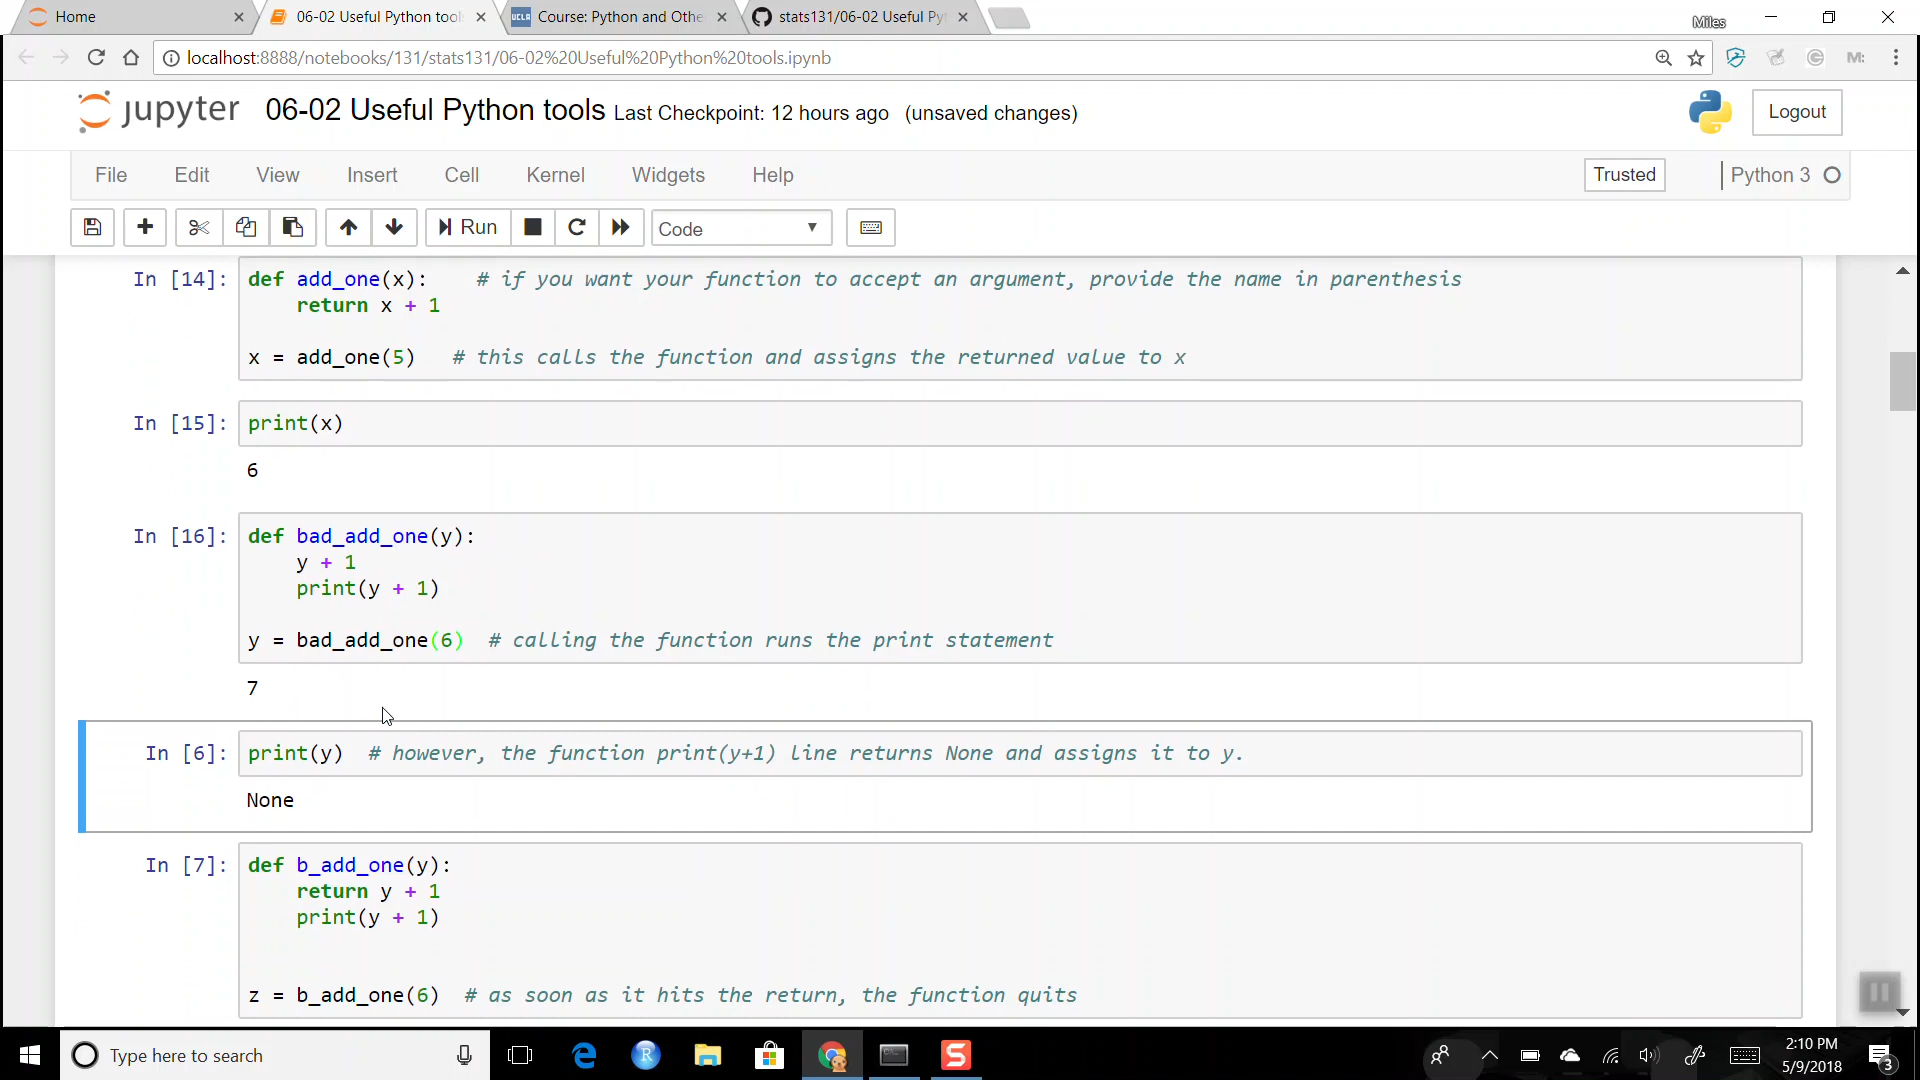 Home
06-02 Useful Python tool
UCLA Course: Python and Othe
stats131/06-02 Useful Py
Miles
localhost:8888/notebooks/131/stats131/06-02%20Useful%20Python%20tools.ipynb
M:
jupyter 06-02 Useful Python tools Last Checkpoint: 12 hours ago (unsaved changes)
Logout
File Edit View Insert Cell Kernel Widgets Help
Trusted
Python 3
Run
Code
In [14]: def add_one(x):    # if you want your function to accept an argument, provide the name in parenthesis
    return x + 1
x = add_one(5)   # this calls the function and assigns the returned value to x
In [15]: print(x)
6
In [16]: def bad_add_one(y):
    y + 1
    print(y + 1)
y = bad_add_one(6)  # calling the function runs the print statement
7
In [6]: print(y)  # however, the function print(y+1) line returns None and assigns it to y.
None
In [7]: def b_add_one(y):
    return y + 1
    print(y + 1)
z = b_add_one(6)  # as soon as it hits the return, the function quits
Type here to search
e
R
S
2:10 PM
5/9/2018
3